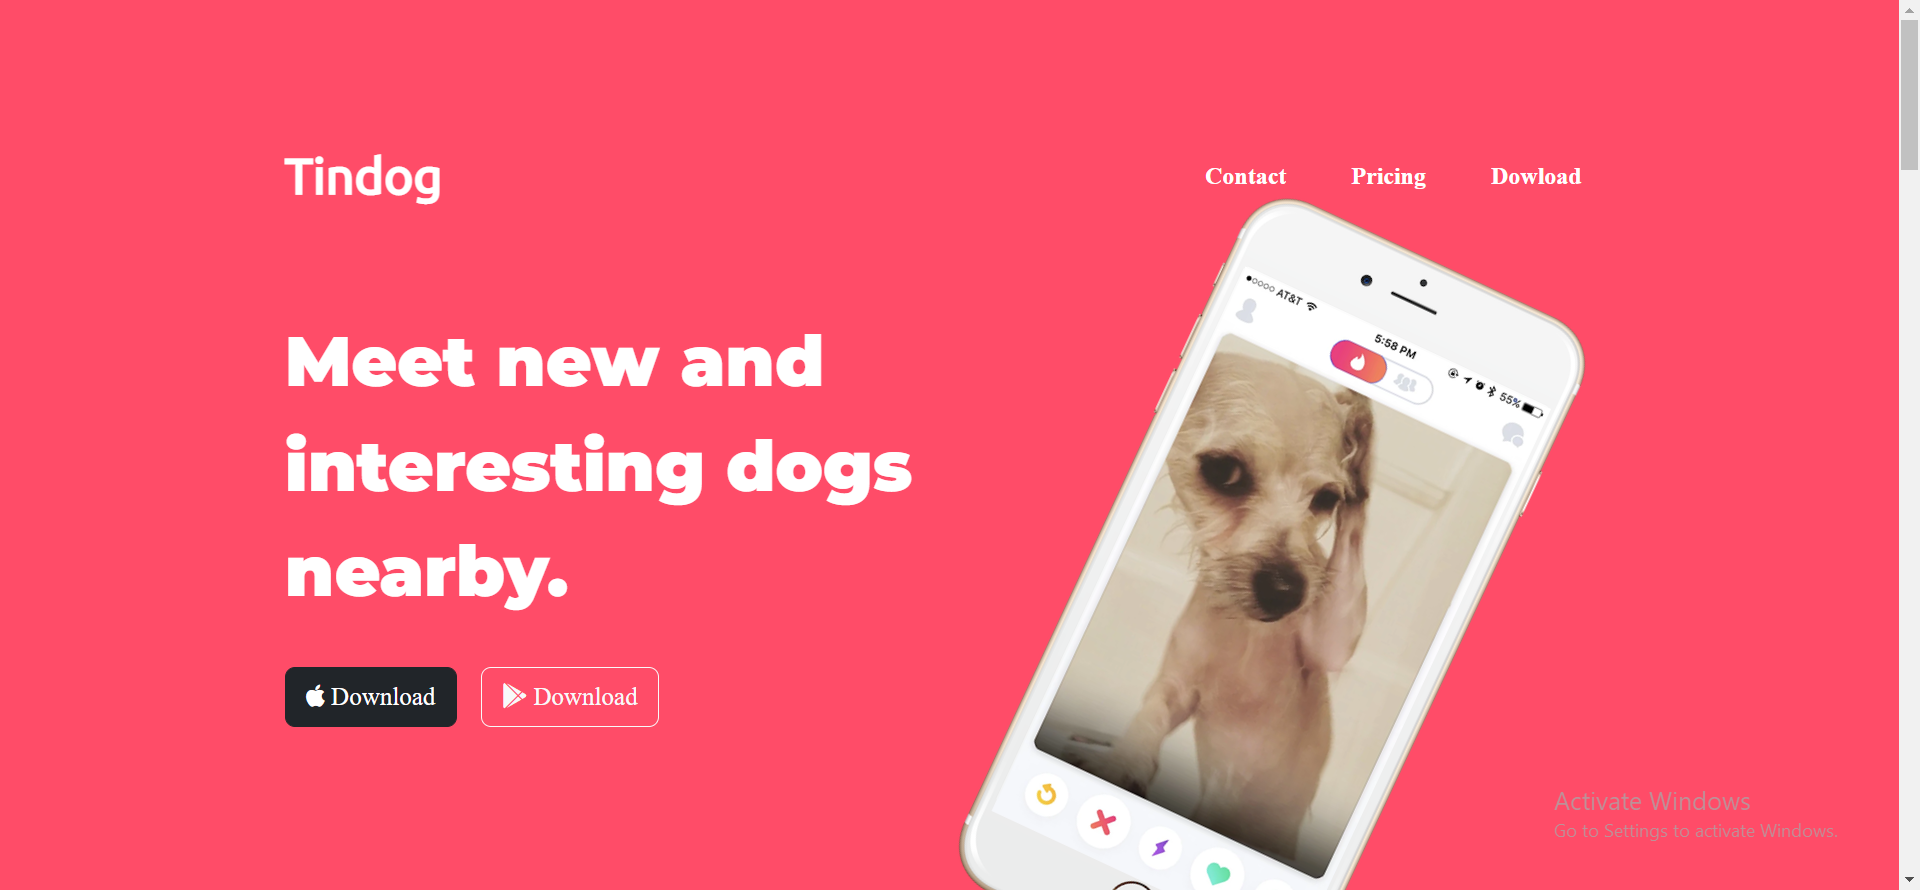 Tindog
Contact Pricing Dowload
Meet new and
interesting dogs
nearby.
Download Download
AT&T
5:58 PM
55%
Activate Windows
Go to Settings to activate Windows.